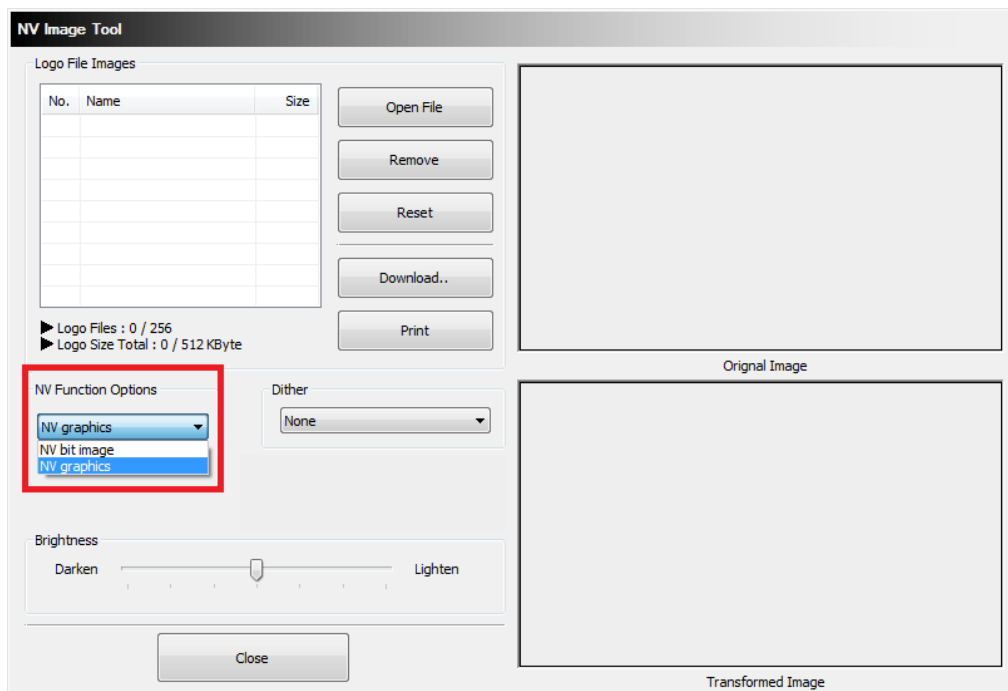 NV Image Tool
Logo File Images
No. Name Size
Open File
Remove
Reset
Download..
Print
Logo Files : 0 / 256
Logo Size Total : 0 / 512 KByte
Orignal Image
NV Function Options
NV graphics
NV bit image
NV graphics
Dither
None
Brightness
Darken Lighten
Close
Transformed Image